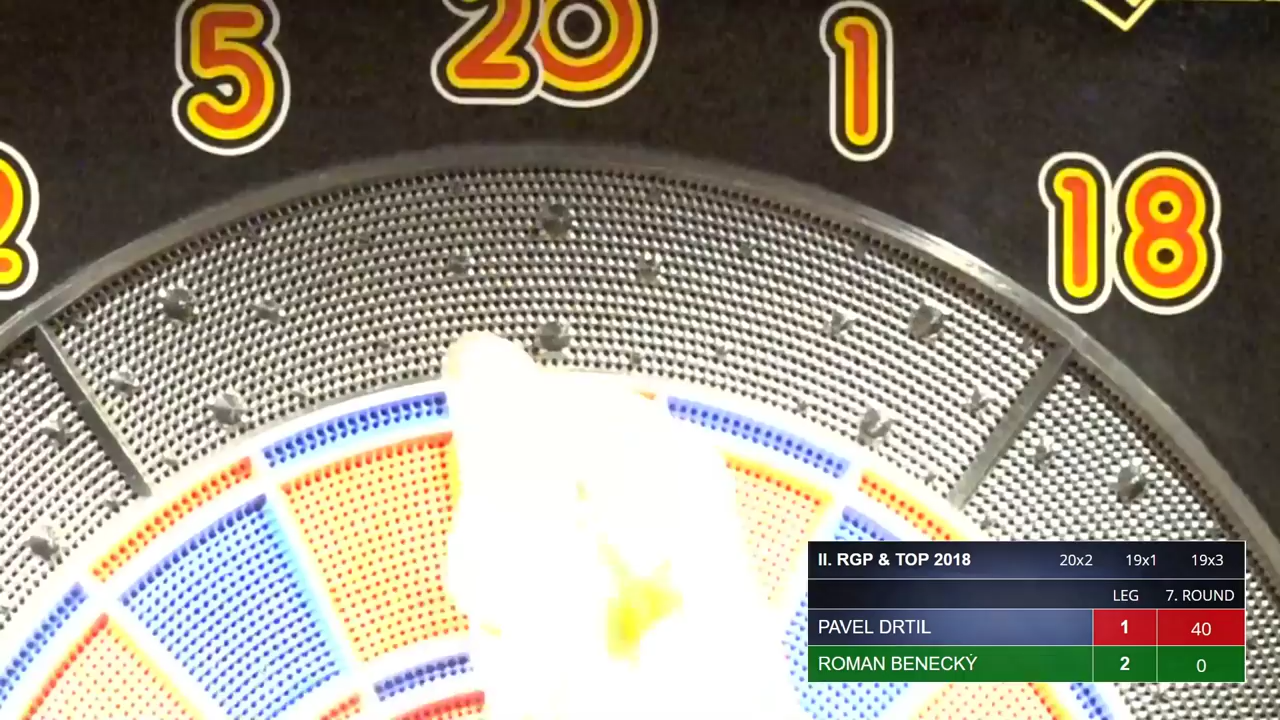 5 20 1
18
II. RGP & TOP 2018 20x2 19x1 19x3
LEG 7. ROUND
PAVEL DRTIL 1 40
ROMAN BENECKÝ 2 0